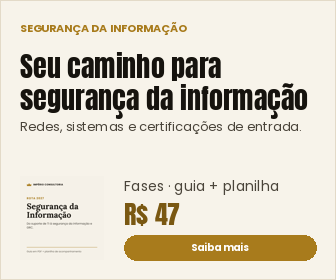 SEGURANÇA DA INFORMAÇÃO
Seu caminho para
segurança da informação
Redes, sistemas e certificações de entrada.
Segurança da
Informação
Fases · guia + planilha
R$ 47
Saiba mais